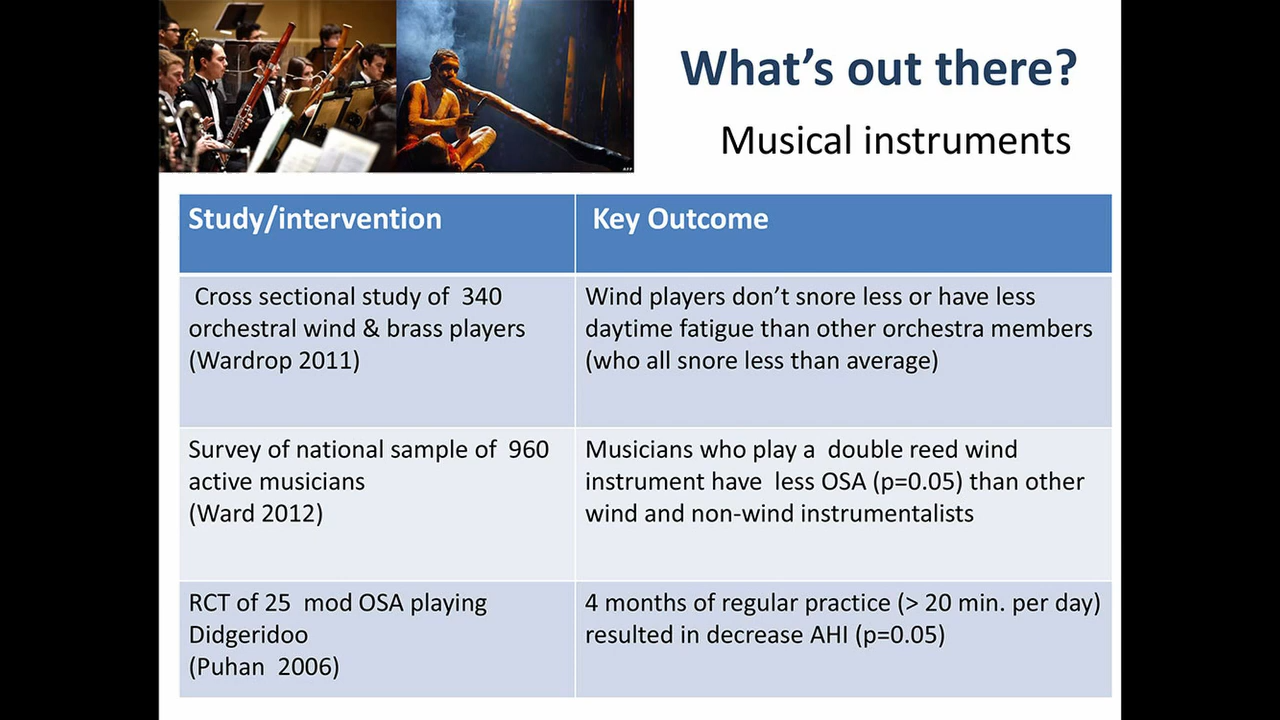 What's out there?
Musical instruments
AFP
Study/intervention
Key Outcome
Cross sectional study of 340
orchestral wind & brass players
(Wardrop 2011)
Wind players don't snore less or have less
daytime fatigue than other orchestra members
(who all snore less than average)
Survey of national sample of 960
active musicians
(Ward 2012)
Musicians who play a double reed wind
instrument have less OSA (p=0.05) than other
wind and non-wind instrumentalists
RCT of 25 mod OSA playing
Didgeridoo
(Puhan 2006)
4 months of regular practice (> 20 min. per day)
resulted in decrease AHI (p=0.05)